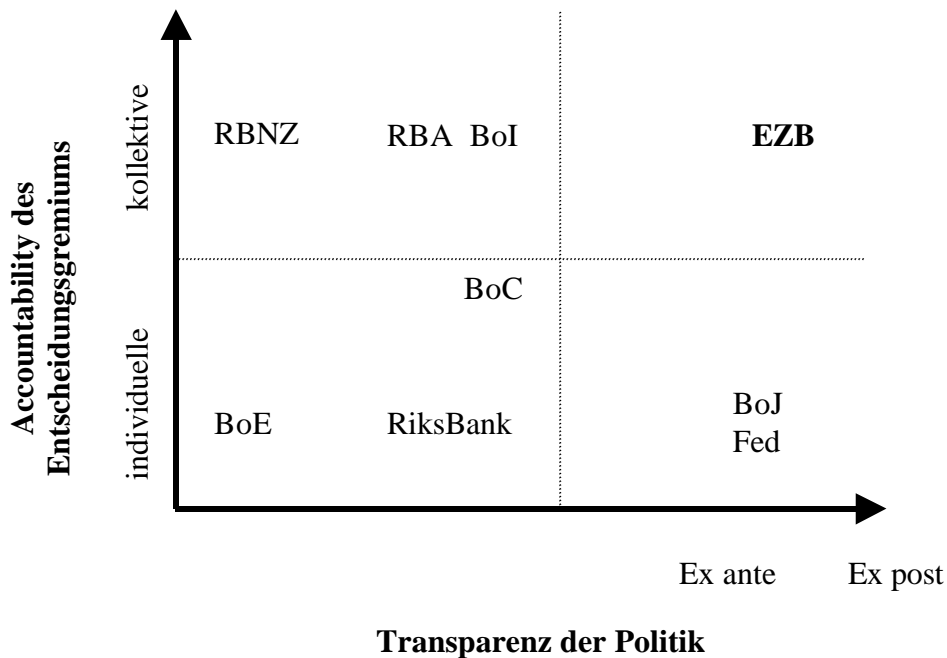 Accountability des
Entscheidungsgremiums
kollektive
individuelle
RBNZ RBA BoI EZB
BoC
BoE RiksBank BoJ
Fed
Ex ante Ex post
Transparenz der Politik